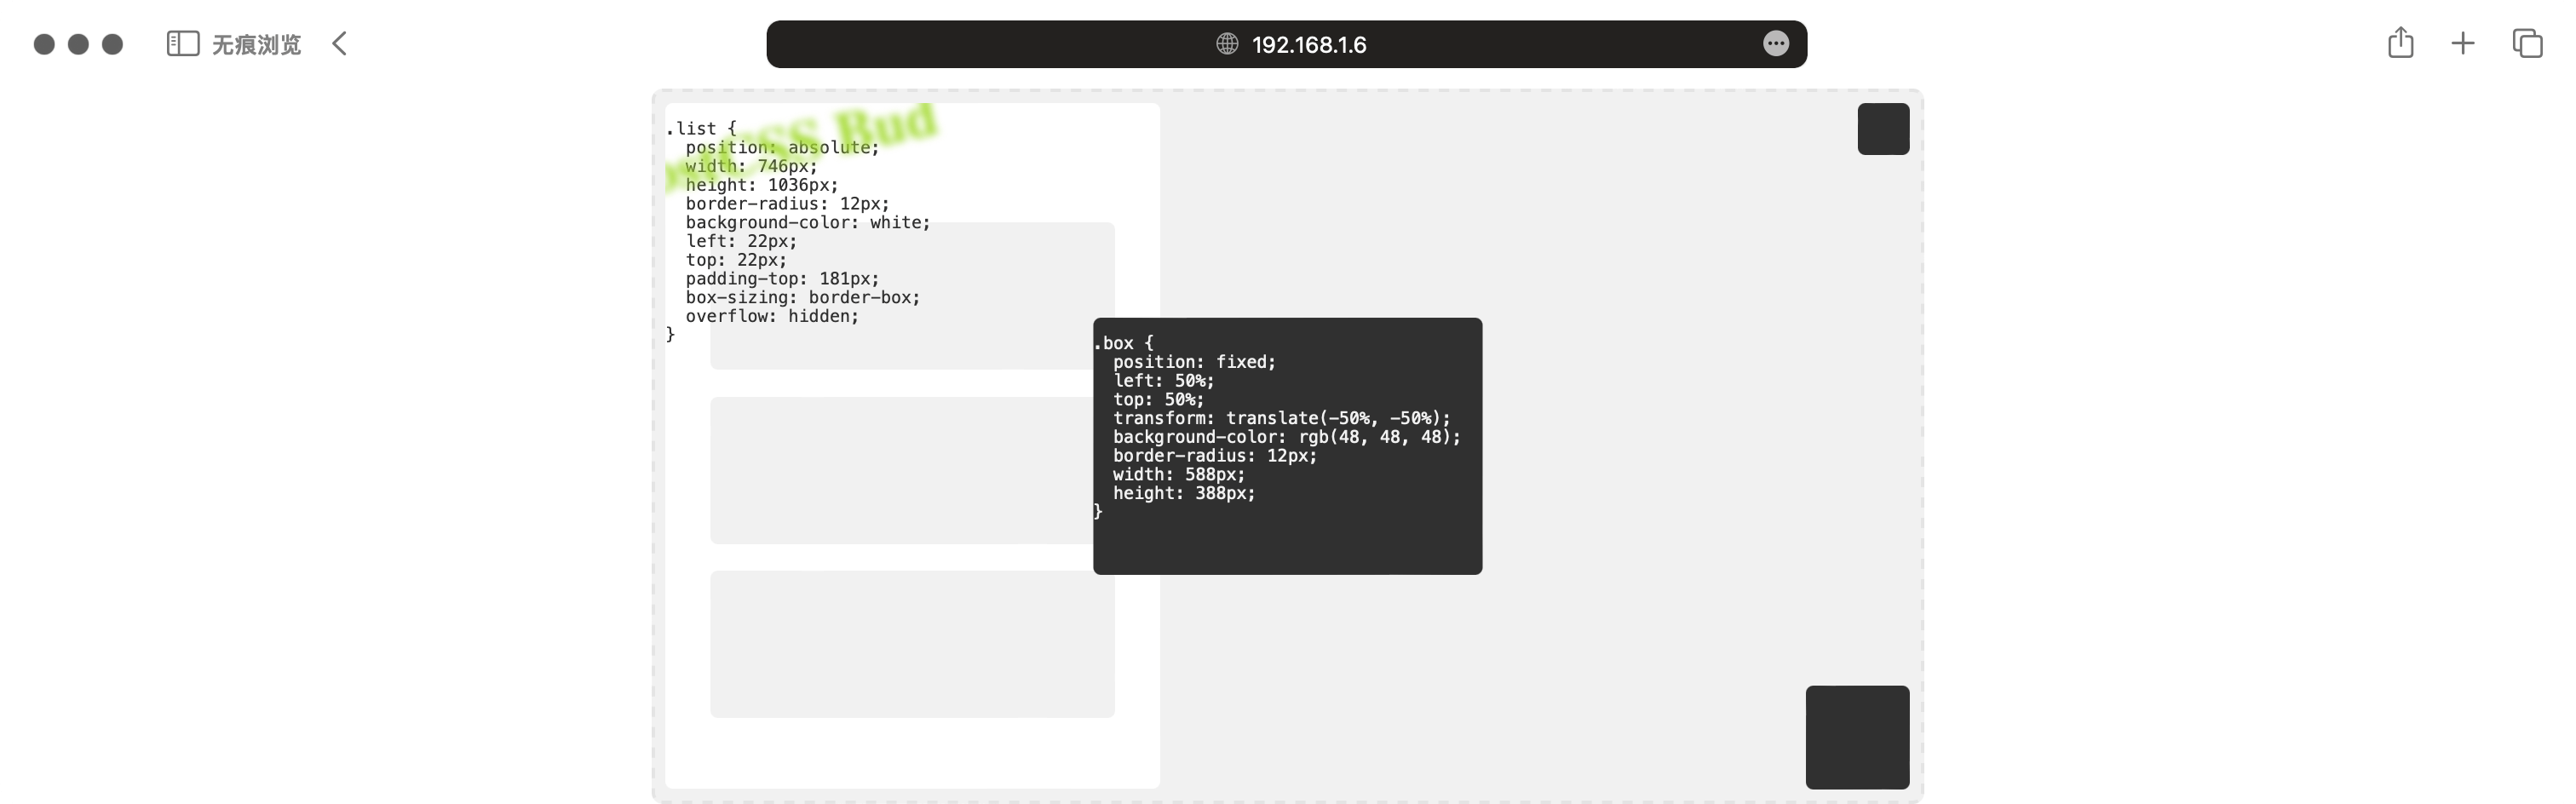 无痕浏览
192.168.1.6
CSS Bud
.list {
  position: absolute;
  width: 746px;
  height: 1036px;
  border-radius: 12px;
  background-color: white;
  left: 22px;
  top: 22px;
  padding-top: 181px;
  box-sizing: border-box;
  overflow: hidden;
}
.box {
  position: fixed;
  left: 50%;
  top: 50%;
  transform: translate(-50%, -50%);
  background-color: rgb(48, 48, 48);
  border-radius: 12px;
  width: 588px;
  height: 388px;
}